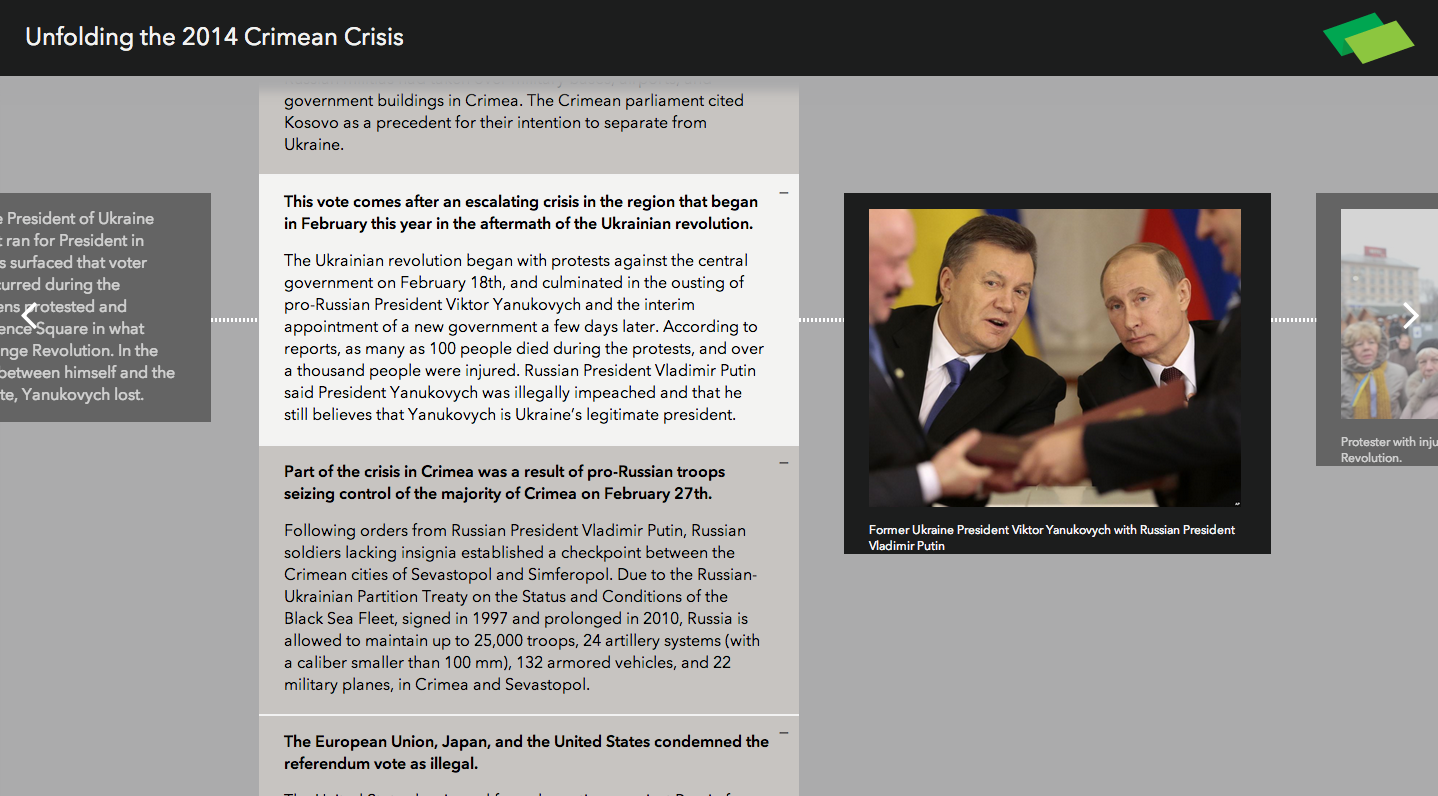 Unfolding the 2014 Crimean Crisis
government buildings in Crimea. The Crimean parliament cited
Kosovo as a precedent for their intention to separate from
Ukraine.
This vote comes after an escalating crisis in the region that began
in February this year in the aftermath of the Ukrainian revolution.
The Ukrainian revolution began with protests against the central
government on February 18th, and culminated in the ousting of
pro-Russian President Viktor Yanukovych and the interim
appointment of a new government a few days later. According to
reports, as many as 100 people died during the protests, and over
a thousand people were injured. Russian President Vladimir Putin
said President Yanukovych was illegally impeached and that he
still believes that Yanukovych is Ukraine’s legitimate president.
Part of the crisis in Crimea was a result of pro-Russian troops
seizing control of the majority of Crimea on February 27th.
Following orders from Russian President Vladimir Putin, Russian
soldiers lacking insignia established a checkpoint between the
Crimean cities of Sevastopol and Simferopol. Due to the Russian-
Ukrainian Partition Treaty on the Status and Conditions of the
Black Sea Fleet, signed in 1997 and prolonged in 2010, Russia is
allowed to maintain up to 25,000 troops, 24 artillery systems (with
a caliber smaller than 100 mm), 132 armored vehicles, and 22
military planes, in Crimea and Sevastopol.
The European Union, Japan, and the United States condemned the
referendum vote as illegal.
President of Ukraine
ran for President in
surfaced that voter
during the
protested and
Square in what
Revolution. In the
between himself and the
Yanukovych lost.
Former Ukraine President Viktor Yanukovych with Russian President
Vladimir Putin
Protester with
Revolution.